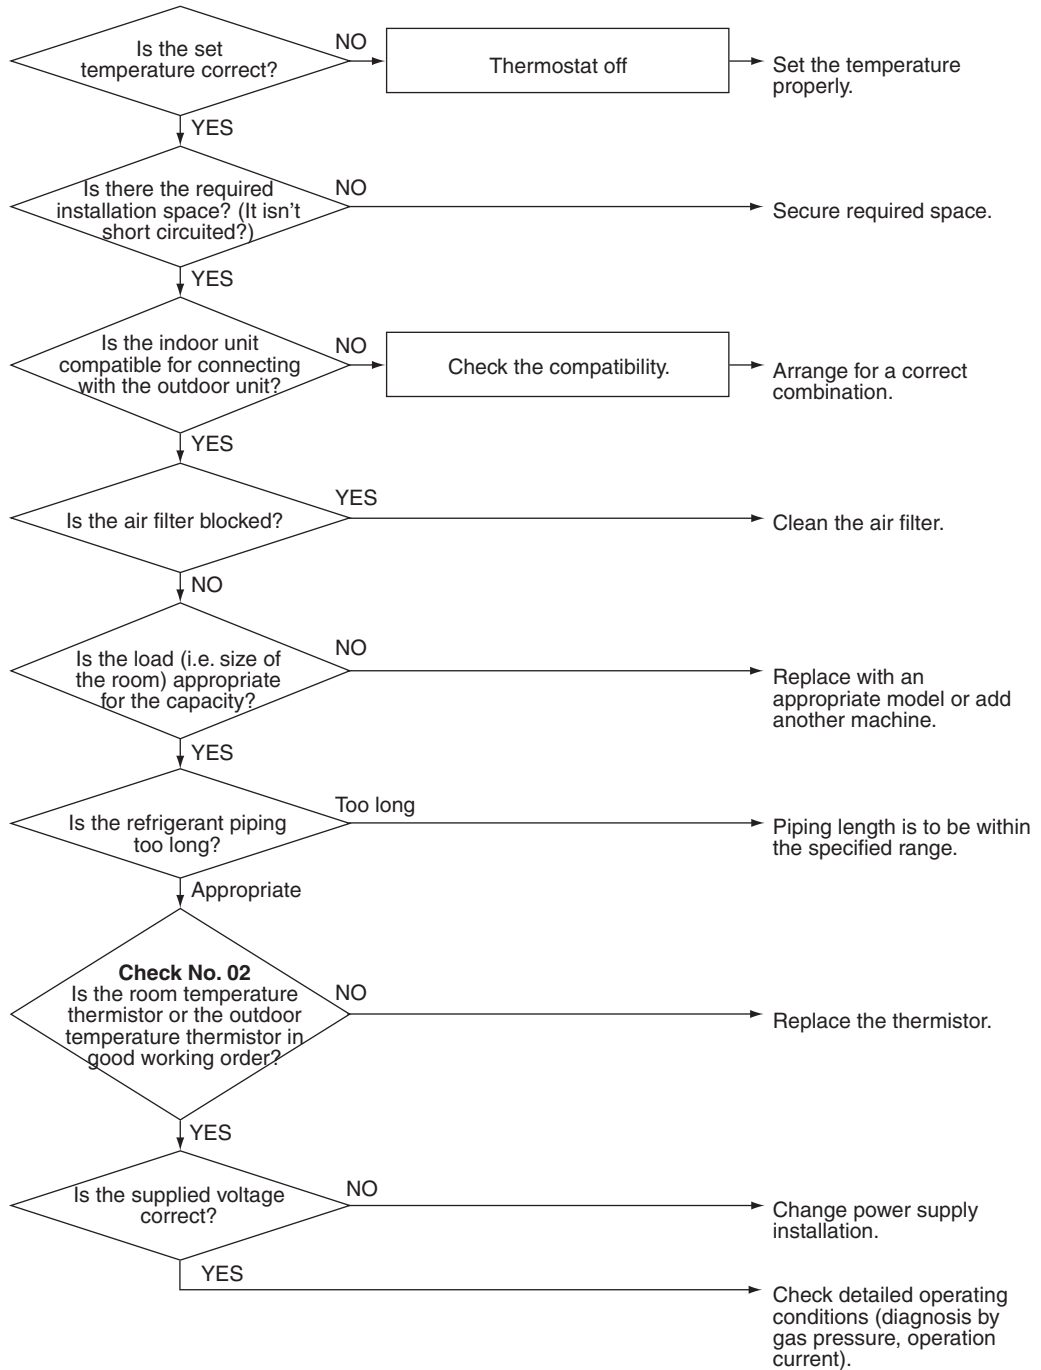 Is the set
temperature correct?
NO
Thermostat off
Set the temperature
properly.
YES
Is there the required
installation space? (It isn't
short circuited?)
NO
Secure required space.
YES
Is the indoor unit
compatible for connecting
with the outdoor unit?
NO
Check the compatibility.
Arrange for a correct
combination.
YES
Is the air filter blocked?
YES
Clean the air filter.
NO
Is the load (i.e. size of
the room) appropriate
for the capacity?
NO
Replace with an
appropriate model or add
another machine.
YES
Is the refrigerant piping
too long?
Too long
Piping length is to be within
the specified range.
Appropriate
Check No. 02
Is the room temperature
thermistor or the outdoor
temperature thermistor in
good working order?
NO
Replace the thermistor.
YES
Is the supplied voltage
correct?
NO
Change power supply
installation.
YES
Check detailed operating
conditions (diagnosis by
gas pressure, operation
current).